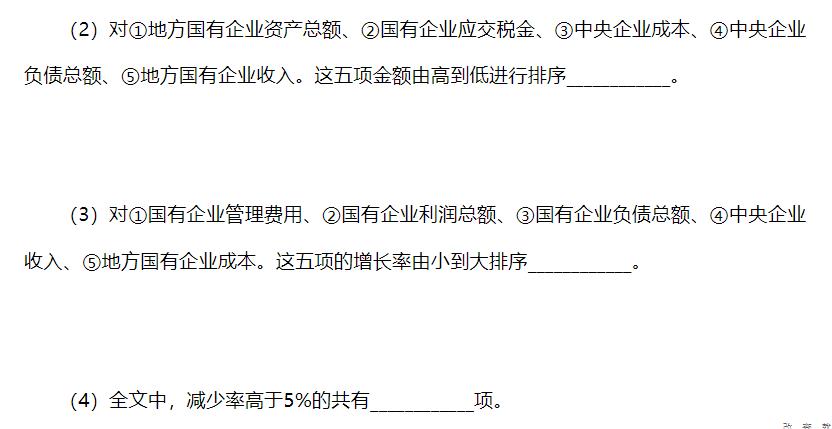 （2）对①地方国有企业资产总额、②国有企业应交税金、③中央企业成本、④中央企业
负债总额、⑤地方国有企业收入。这五项金额由高到低进行排序____________。
（3）对①国有企业管理费用、②国有企业利润总额、③国有企业负债总额、④中央企业
收入、⑤地方国有企业成本。这五项的增长率由小到大排序____________。
（4）全文中，减少率高于5%的共有____________项。